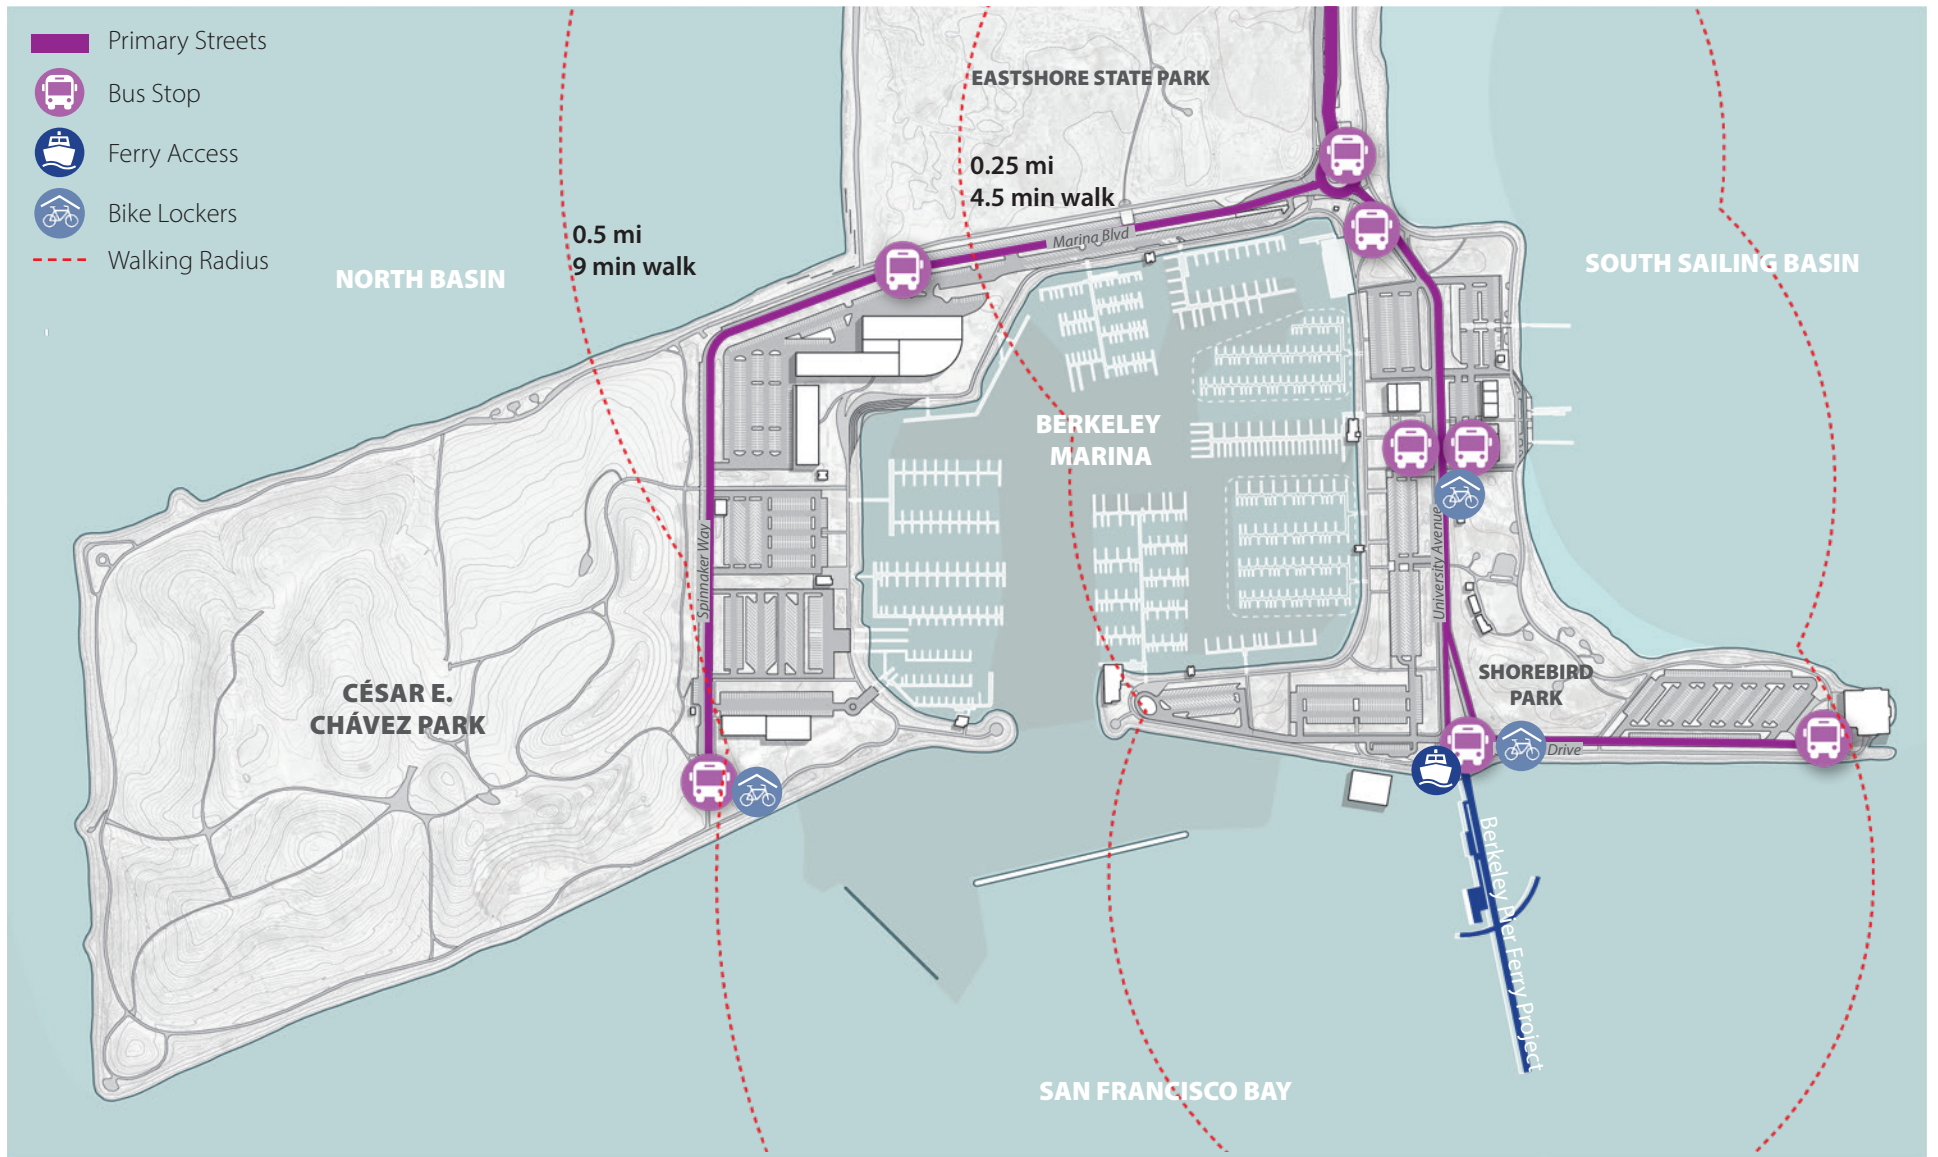 Primary Streets
Bus Stop
Ferry Access
Bike Lockers
Walking Radius
EASTSHORE STATE PARK
0.25 mi
4.5 min walk
0.5 mi
9 min walk
NORTH BASIN
Marina Blvd
SOUTH SAILING BASIN
BERKELEY
MARINA
Spinnaker Way
University Avenue
CÉSAR E.
CHÁVEZ PARK
SHOREBIRD
PARK
Drive
Berkeley Pier Ferry Project
SAN FRANCISCO BAY